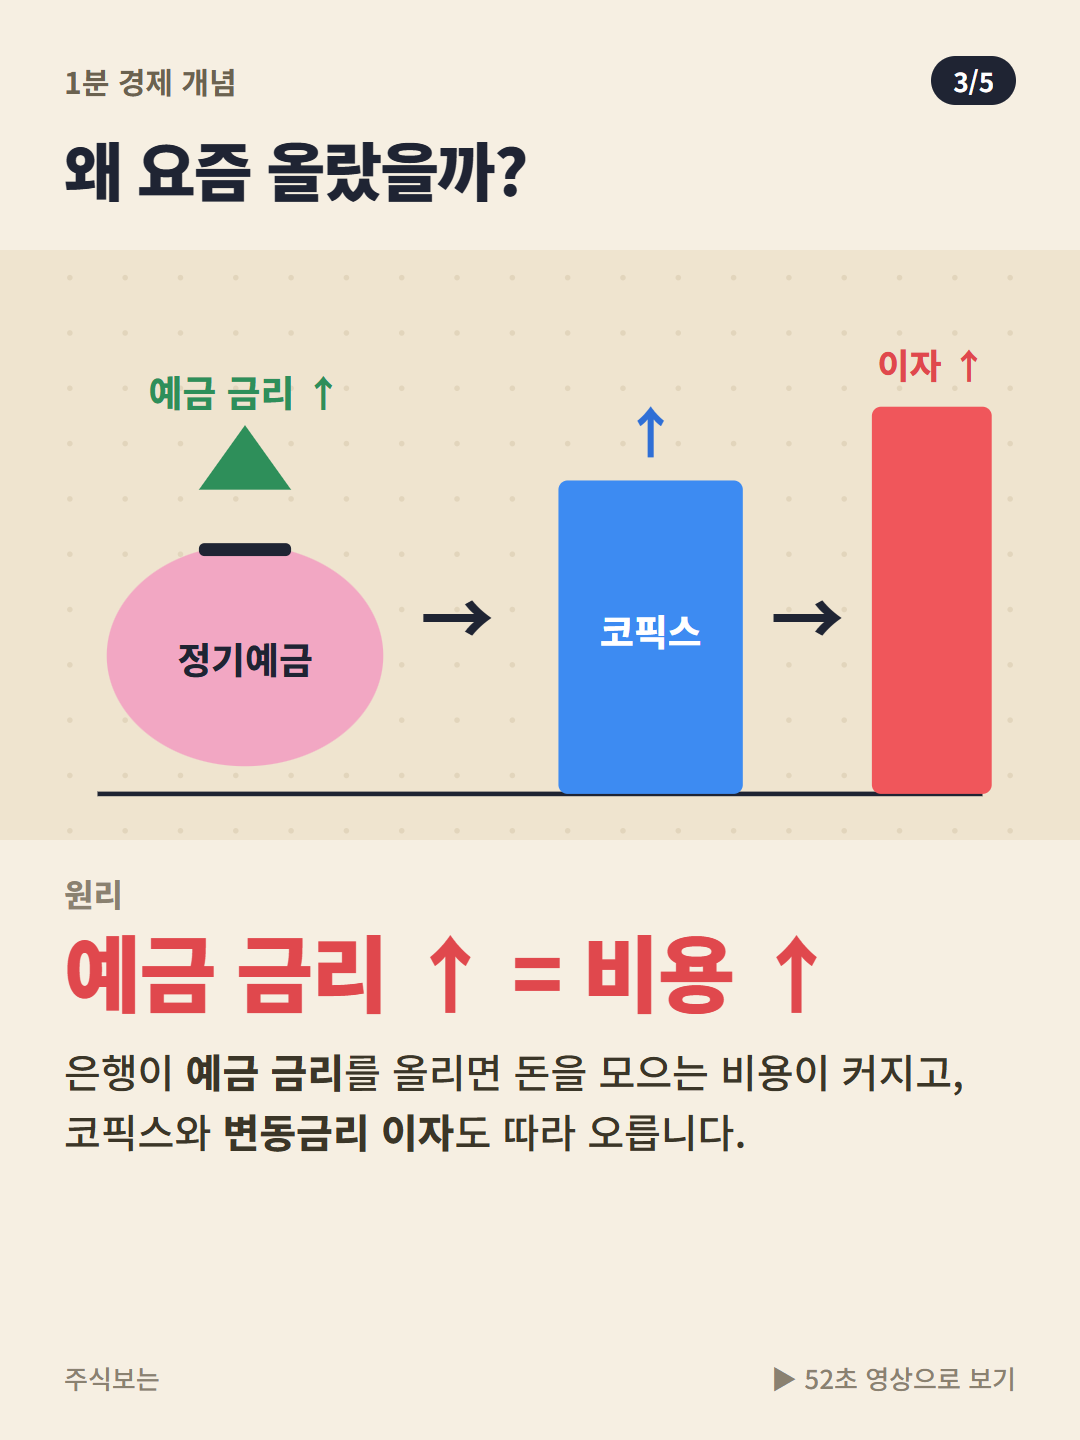 1분 경제 개념
3/5
왜 요즘 올랐을까?
이자 ↑
예금 금리 ↑
↑
정기예금
→
코픽스
→
원리
예금 금리 ↑ = 비용 ↑
은행이 예금 금리를 올리면 돈을 모으는 비용이 커지고,
코픽스와 변동금리 이자도 따라 오릅니다.
주식보는
▶ 52초 영상으로 보기